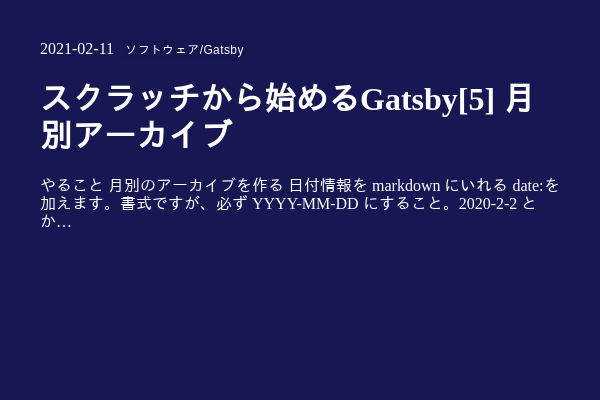 2021-02-11 ソフトウェア/Gatsby
スクラッチから始めるGatsby[5] 月
別アーカイブ
やること 月別のアーカイブを作る 日付情報を markdown にいれる date:を
加えます。書式ですが、必ず YYYY-MM-DD にすること。2020-2-2 と
か…